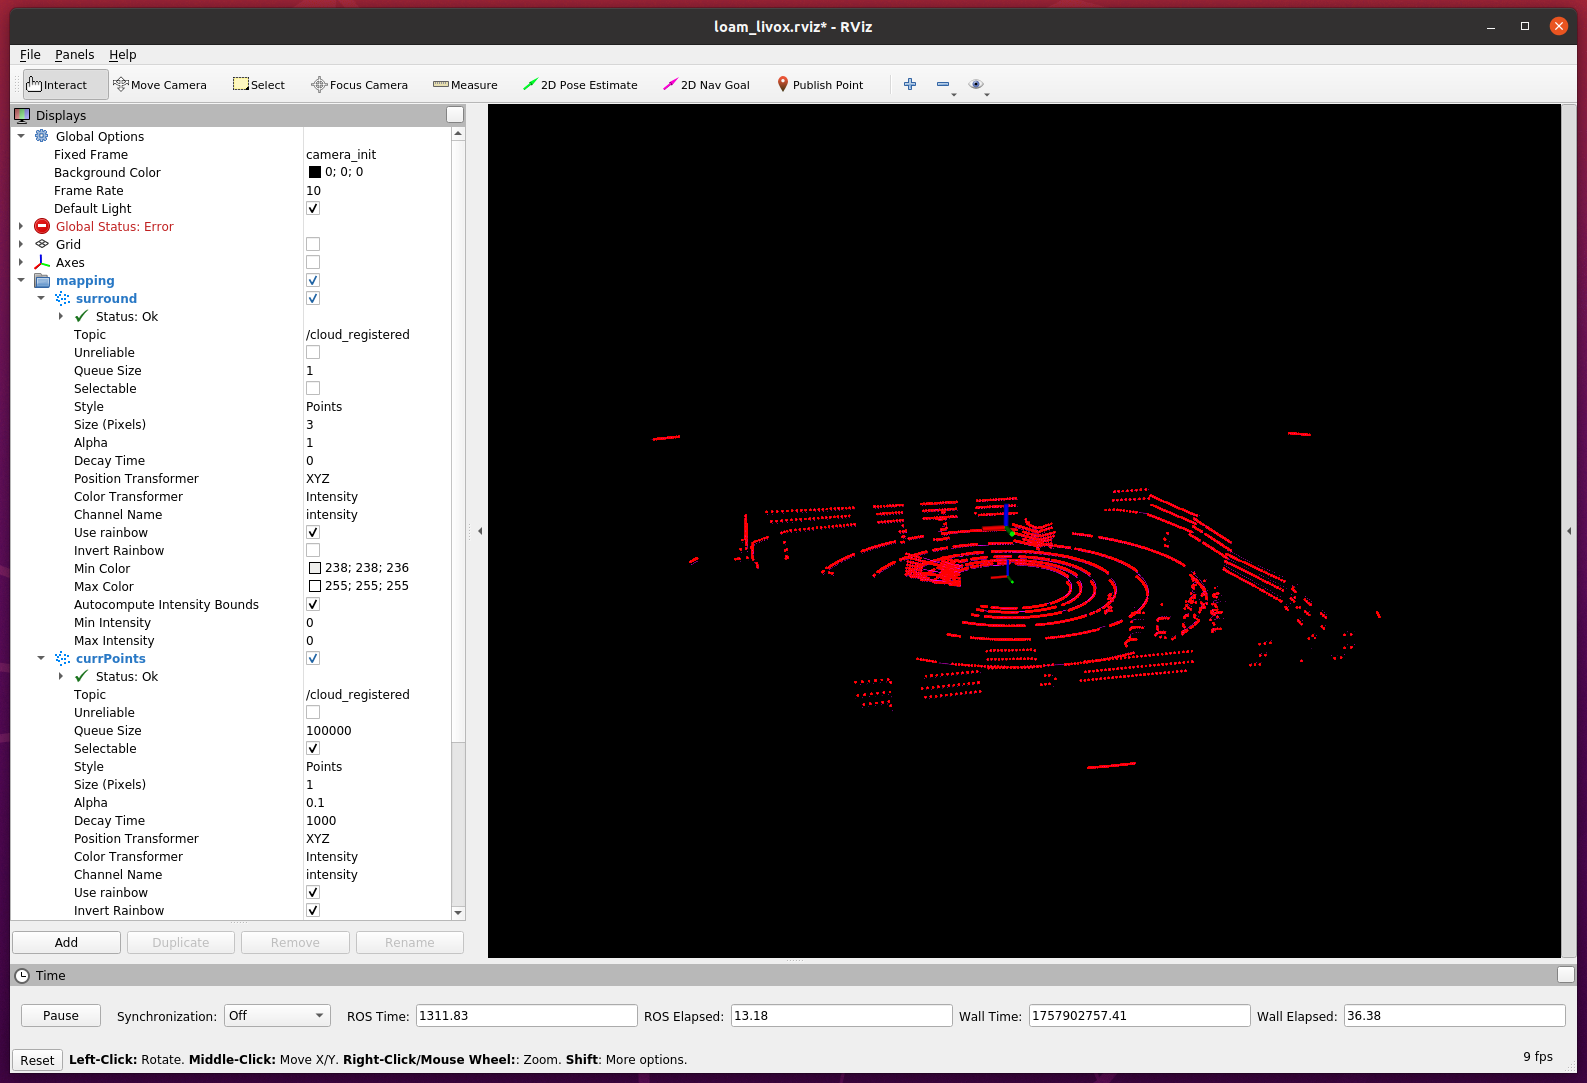 loam_livox.rviz* - RViz
File Panels Help
Interact Move Camera Select Focus Camera Measure 2D Pose Estimate 2D Nav Goal Publish Point
Displays
Global Options
Fixed Frame camera_init
Background Color 0; 0; 0
Frame Rate 10
Default Light
Global Status: Error
Grid
Axes
mapping
surround
Status: Ok
Topic /cloud_registered
Unreliable
Queue Size 1
Selectable
Style Points
Size (Pixels) 3
Alpha 1
Decay Time 0
Position Transformer XYZ
Color Transformer Intensity
Channel Name intensity
Use rainbow
Invert Rainbow
Min Color 238; 238; 236
Max Color 255; 255; 255
Autocompute Intensity Bounds
Min Intensity 0
Max Intensity 0
currPoints
Status: Ok
Topic /cloud_registered
Unreliable
Queue Size 100000
Selectable
Style Points
Size (Pixels) 1
Alpha 0.1
Decay Time 1000
Position Transformer XYZ
Color Transformer Intensity
Channel Name intensity
Use rainbow
Invert Rainbow
Add Duplicate Remove Rename
Time
Pause Synchronization: Off ROS Time: 1311.83 ROS Elapsed: 13.18 Wall Time: 1757902757.41 Wall Elapsed: 36.38
Reset Left-Click: Rotate. Middle-Click: Move X/Y. Right-Click/Mouse Wheel:: Zoom. Shift: More options. 9 fps